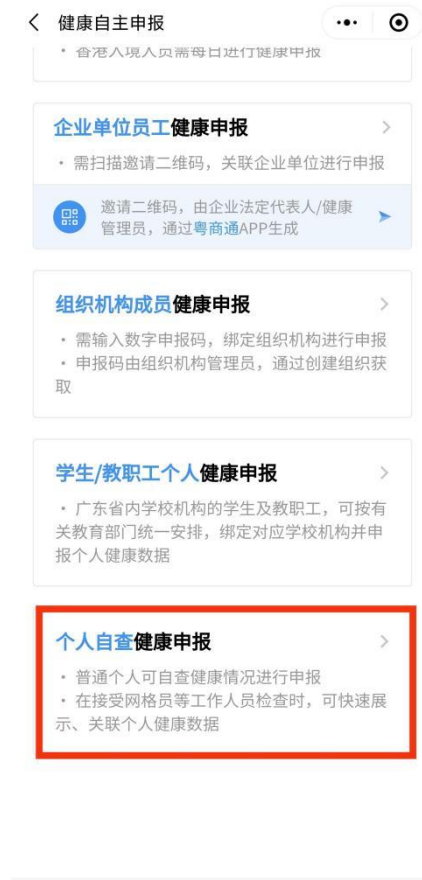 健康自主申报
· 香港入境人员需每日进行健康申报
企业单位员工健康申报
· 需扫描邀请二维码，关联企业单位进行申报
邀请二维码，由企业法定代表人/健康
管理员，通过粤商通APP生成
组织机构成员健康申报
· 需输入数字申报码，绑定组织机构进行申报
· 申报码由组织机构管理员，通过创建组织获
取
学生/教职工个人健康申报
· 广东省内学校机构的学生及教职工，可按有
关教育部门统一安排，绑定对应学校机构并申
报个人健康数据
个人自查健康申报
· 普通个人可自查健康情况进行申报
· 在接受网格员等工作人员检查时，可快速展
示、关联个人健康数据